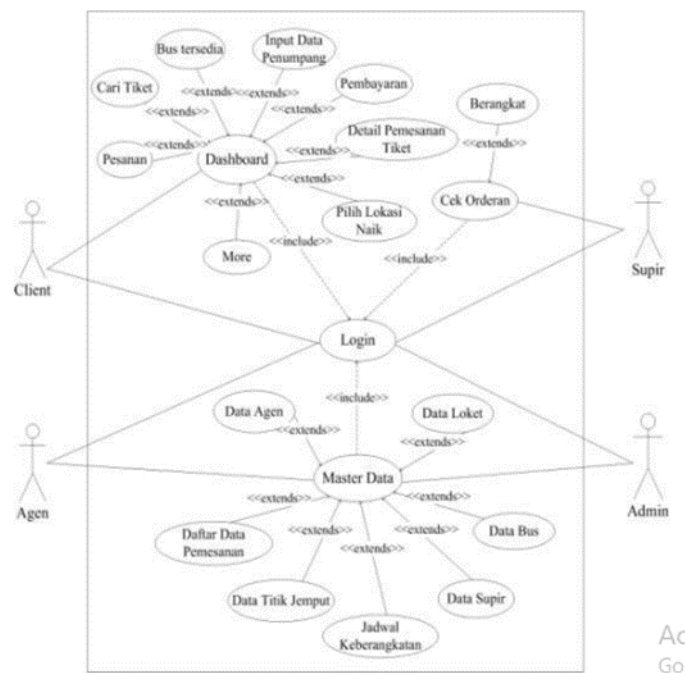 Bus tersedia
Input Data
Penumpang
Cari Tiket
Pembayaran
Berangkat
<<extends>>
<<extends>>
<<extends>>
<<extends>>
Detail Pemesanan
Tiket
<<extends>>
<<extends>>
<<extends>>
Pesanan
Dashboard
<<extends>>
<<extends>>
Cek Orderan
<<extends>>
Pilih Lokasi
Naik
<<include>>
More
<<include>>
Client
Supir
Login
<<include>>
Data Agen
Data Loket
<<extends>>
<<extends>>
Agen
Admin
Master Data
<<extends>>
<<extends>>
<<extends>>
<<extends>>
<<extends>>
Daftar Data
Pemesanan
Data Bus
Data Titik Jemput
Data Supir
Jadwal
Keberangkatan
Ac
Go